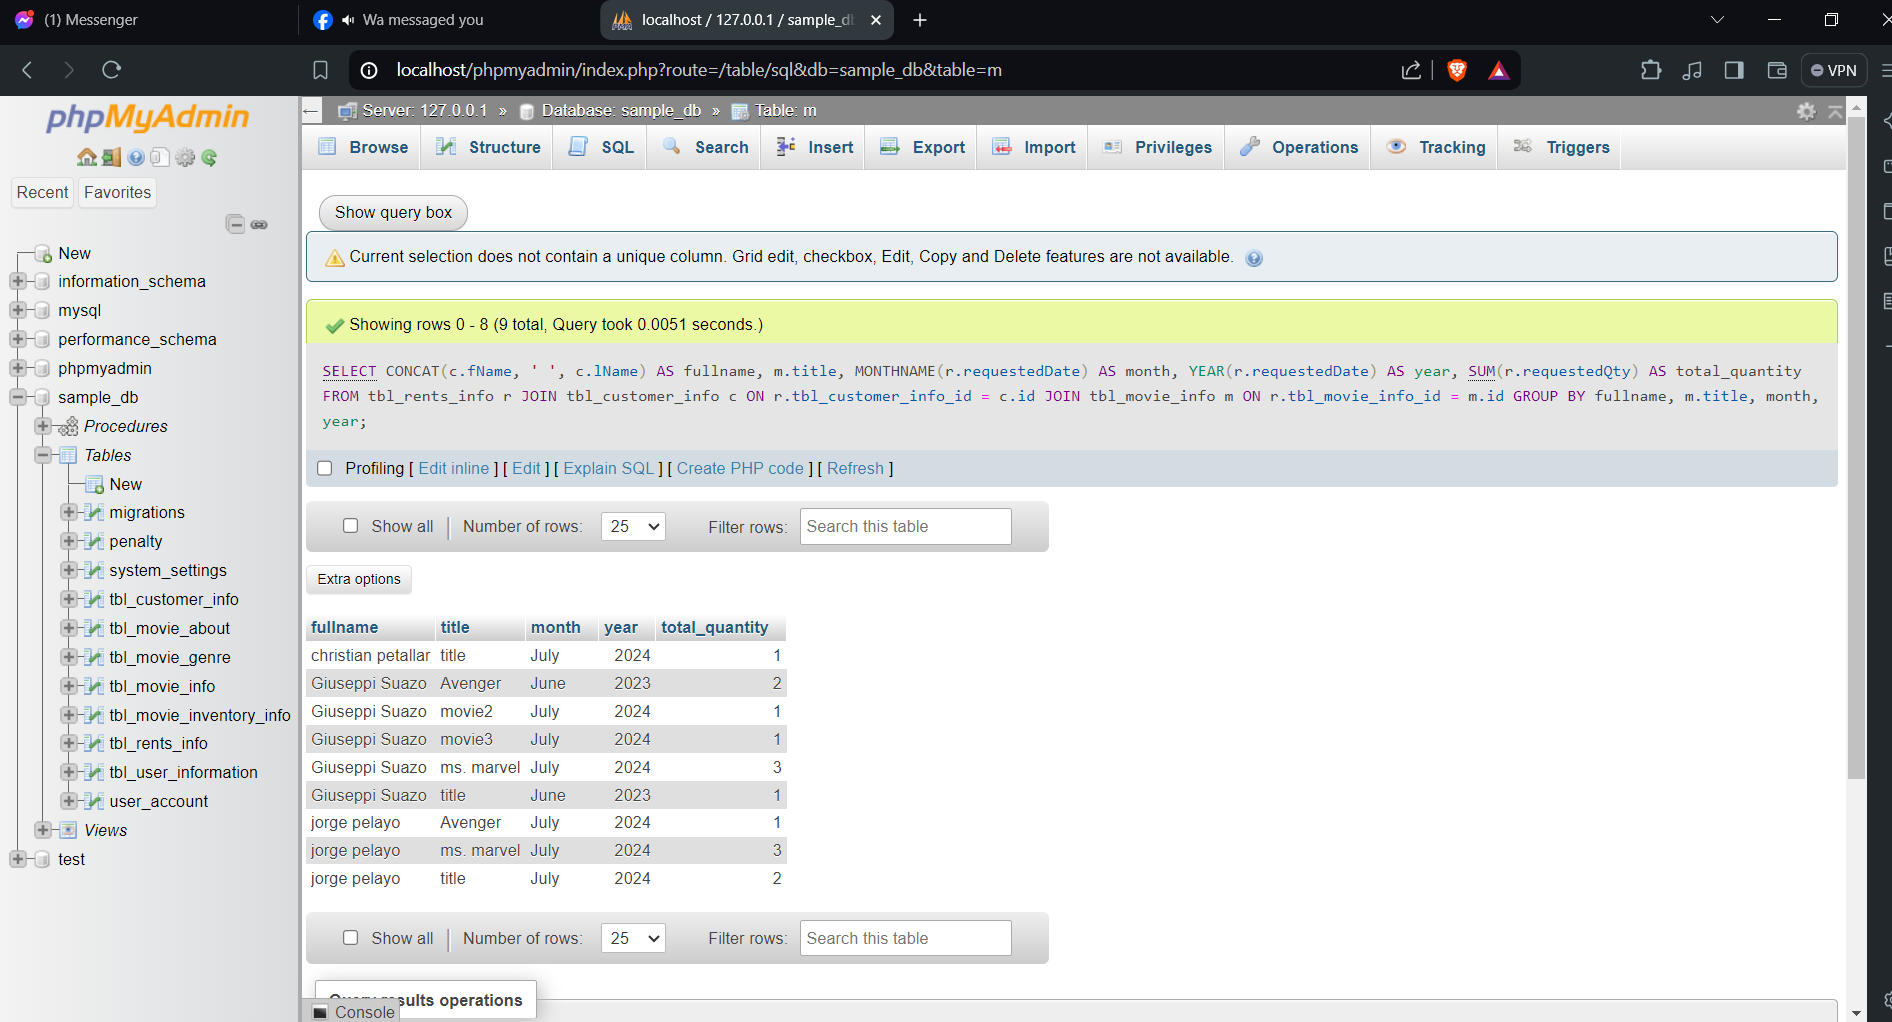 (1) Messenger
Wa messaged you
localhost / 127.0.0.1 / sample_d
localhost/phpmyadmin/index.php?route=/table/sql&db=sample_db&table=m
VPN
phpMyAdmin
Recent
Favorites
New
information_schema
mysql
performance_schema
phpmyadmin
sample_db
Procedures
Tables
New
migrations
penalty
system_settings
tbl_customer_info
tbl_movie_about
tbl_movie_genre
tbl_movie_info
tbl_movie_inventory_info
tbl_rents_info
tbl_user_information
user_account
Views
test
Server: 127.0.0.1 » Database: sample_db » Table: m
Browse Structure SQL Search Insert Export Import Privileges Operations Tracking Triggers
Show query box
Current selection does not contain a unique column. Grid edit, checkbox, Edit, Copy and Delete features are not available.
Showing rows 0 - 8 (9 total, Query took 0.0051 seconds.)
SELECT CONCAT(c.fName, ' ', c.lName) AS fullname, m.title, MONTHNAME(r.requestedDate) AS month, YEAR(r.requestedDate) AS year, SUM(r.requestedQty) AS total_quantity
FROM tbl_rents_info r JOIN tbl_customer_info c ON r.tbl_customer_info_id = c.id JOIN tbl_movie_info m ON r.tbl_movie_info_id = m.id GROUP BY fullname, m.title, month,
year;
Profiling [ Edit inline ] [ Edit ] [ Explain SQL ] [ Create PHP code ] [ Refresh ]
Show all Number of rows: 25 Filter rows: Search this table
Extra options
fullname title month year total_quantity
christian petallar title July 2024 1
Giuseppi Suazo Avenger June 2023 2
Giuseppi Suazo movie2 July 2024 1
Giuseppi Suazo movie3 July 2024 1
Giuseppi Suazo ms. marvel July 2024 3
Giuseppi Suazo title June 2023 1
jorge pelayo Avenger July 2024 1
jorge pelayo ms. marvel July 2024 3
jorge pelayo title July 2024 2
Show all Number of rows: 25 Filter rows: Search this table
Query results operations
Console